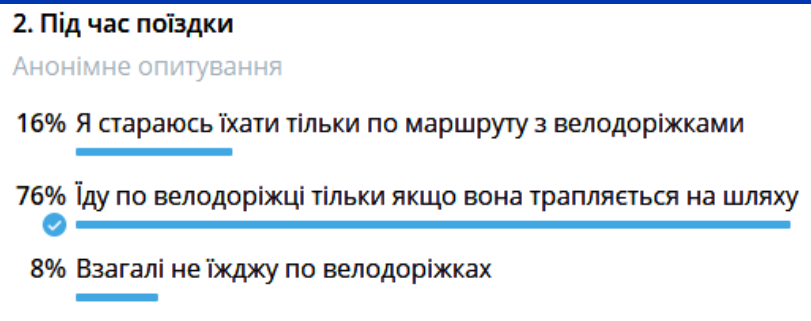 2. Під час поїздки
Анонімне опитування
16% Я стараюсь їхати тільки по маршруту з велодоріжками
76% Їду по велодоріжці тільки якщо вона трапляється на шляху
8% Взагалі не їжджу по велодоріжках